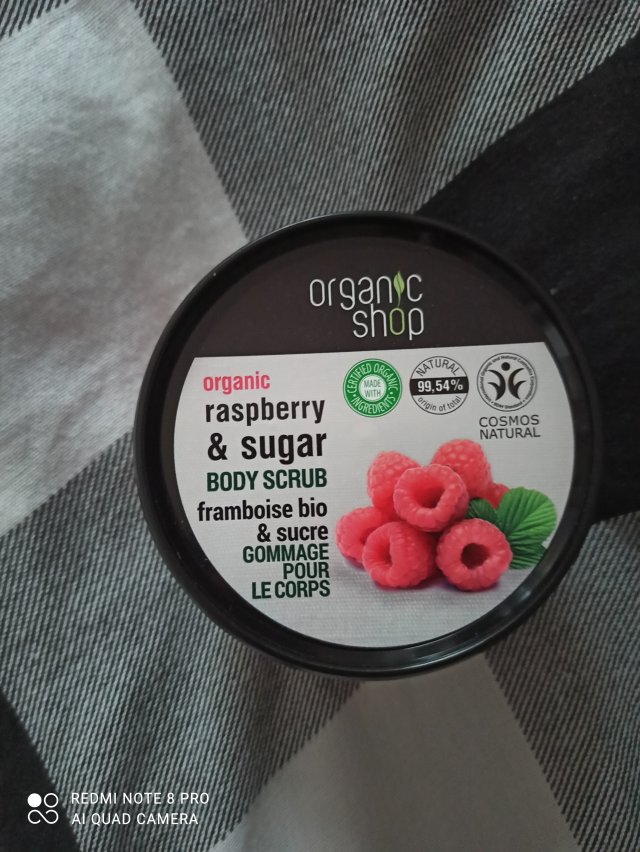 organic
shop
organic
raspberry
& sugar
BODY SCRUB
framboise bio
& sucre
GOMMAGE
POUR
LE CORPS
CERTIFIED ORGANIC
MADE
WITH
INGREDIENTS
NATURAL
99,54%
origin of total
COSMOS
NATURAL
REDMI NOTE 8 PRO
AI QUAD CAMERA